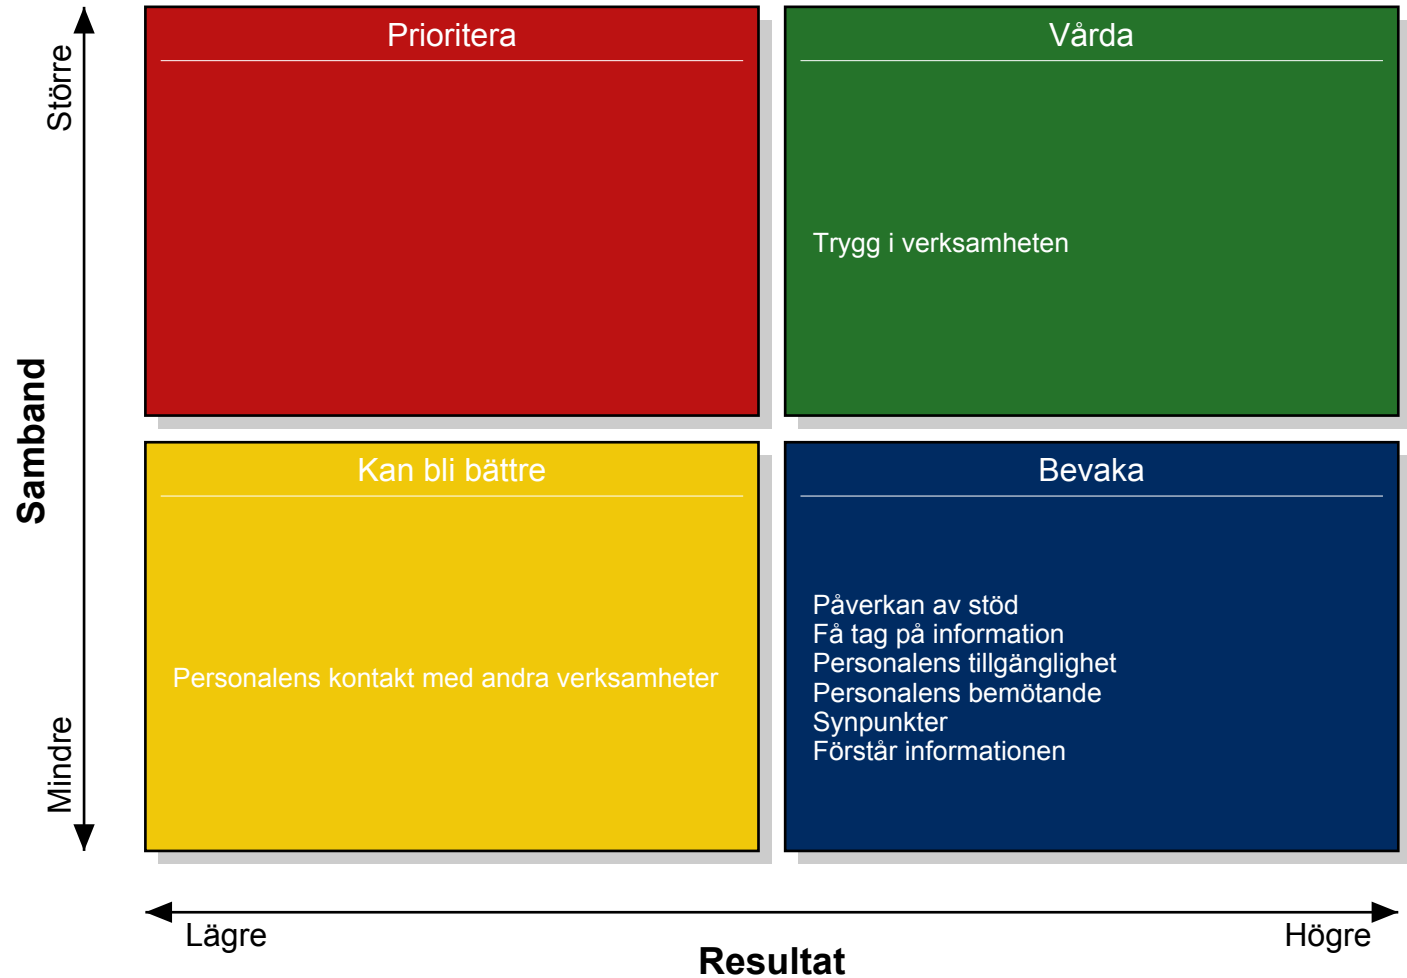 Prioritera
Vårda
Större
Trygg i verksamheten
Samband
Kan bli bättre
Bevaka
Personalens kontakt med andra verksamheter
Påverkan av stöd
Få tag på information
Personalens tillgänglighet
Personalens bemötande
Synpunkter
Förstår informationen
Mindre
Lägre
Högre
Resultat